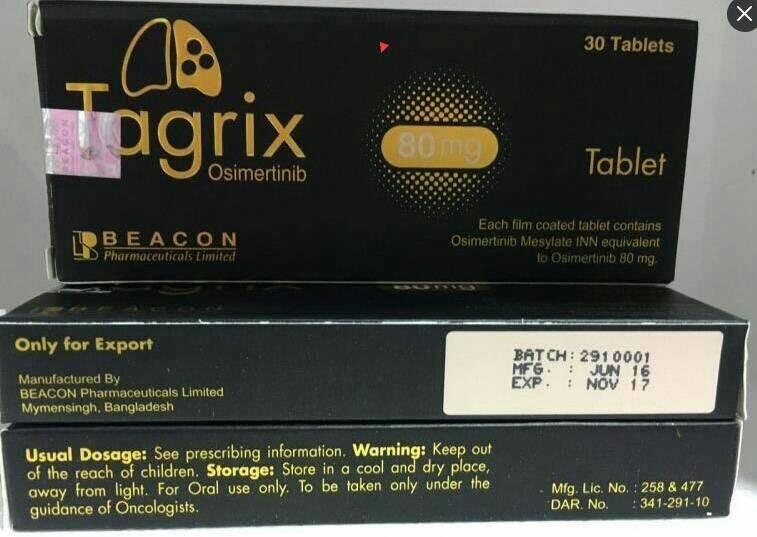 30 Tablets
Tagrix
Osimertinib
80 mg
Tablet
BEACON
BEACON
Pharmaceuticals Limited
Each film coated tablet contains
Osimertinib Mesylate INN equivalent
to Osimertinib 80 mg.
Tagrix
80 mg
BEACON
Only for Export
Manufactured By
BEACON Pharmaceuticals Limited
Mymensingh, Bangladesh
BATCH: 2910001
MFG. : JUN 16
EXP. : NOV 17
Usual Dosage: See prescribing information. Warning: Keep out
of the reach of children. Storage: Store in a cool and dry place,
away from light. For Oral use only. To be taken only under the
guidance of Oncologists.
Mfg. Lic. No. : 258 & 477
DAR. No. : 341-291-10